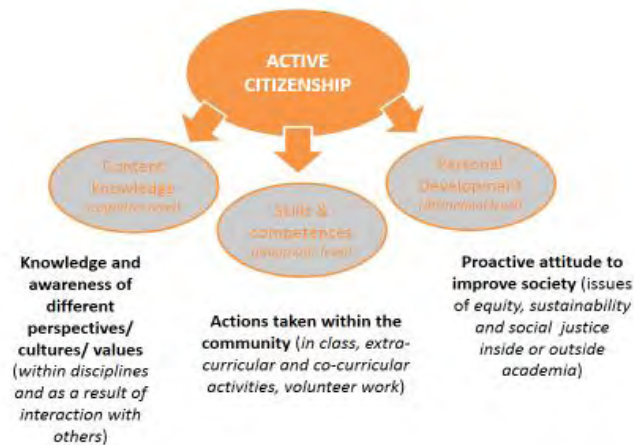 ACTIVE
CITIZENSHIP
Content
Knowledge
(cognitive level)
Skills &
competences
Personal
Development
Knowledge and
awareness of
different
perspectives/
cultures/ values
(within disciplines
and as a result of
interaction with
others)
Actions taken within the
community (in class, extra-
curricular and co-curricular
activities, volunteer work)
Proactive attitude to
improve society (issues
of equity, sustainability
and social justice
inside or outside
academia)